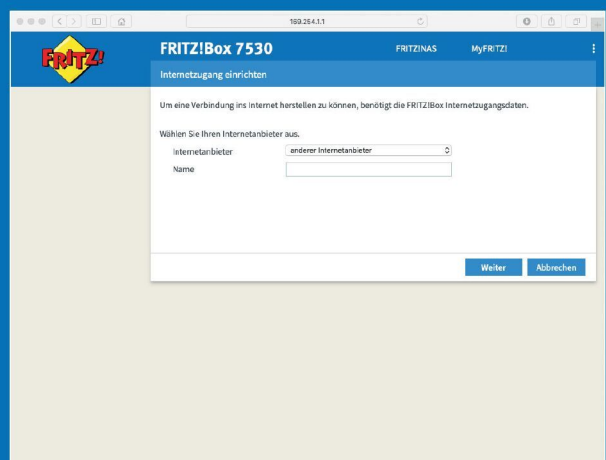 169.254.1.1
FRITZ!
FRITZ!Box 7530
FRITZ!NAS
MyFRITZ!
Internetzugang einrichten
Um eine Verbindung ins Internet herstellen zu können, benötigt die FRITZ!Box Internetzugangsdaten.
Wählen Sie Ihren Internetanbieter aus.
Internetanbieter
anderer Internetanbieter
Name
Weiter
Abbrechen